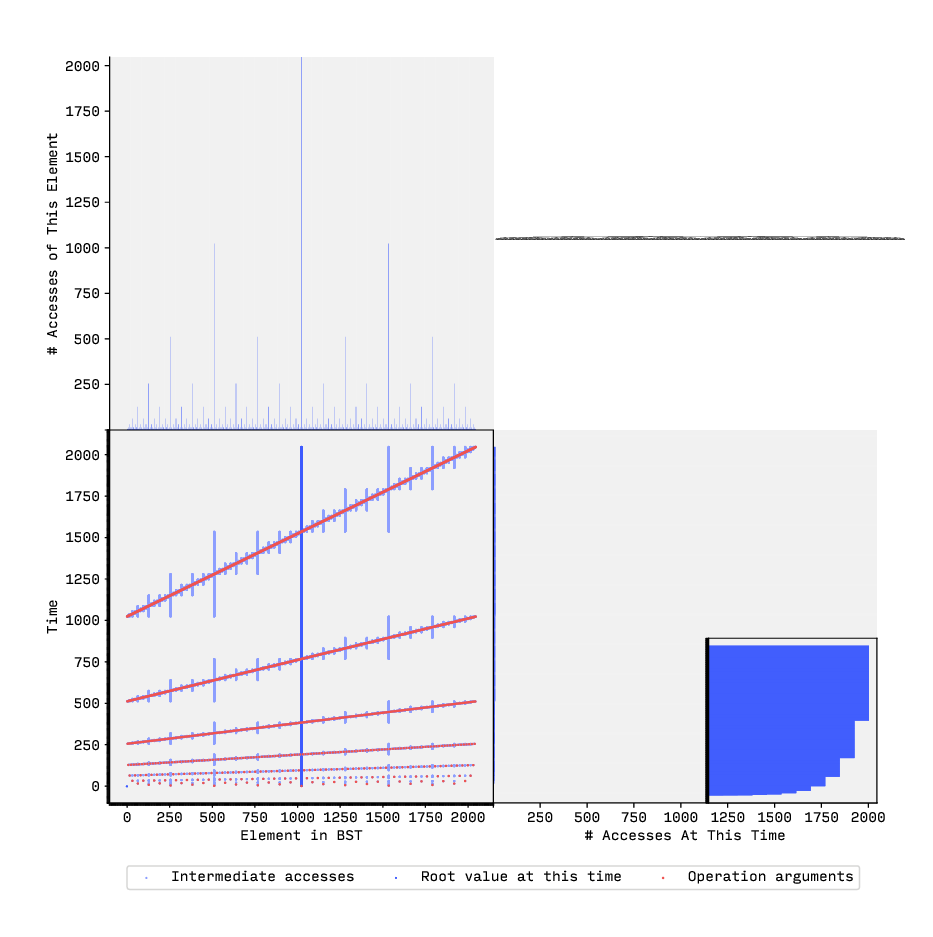 2000
1750
1500
1250
1000
750
500
250
# Accesses of This Element
2000
1750
1500
1250
1000
750
500
250
0
Time
0 250 500 750 1000 1250 1500 1750 2000
Element in BST
250 500 750 1000 1250 1500 1750 2000
# Accesses At This Time
Intermediate accesses Root value at this time Operation arguments